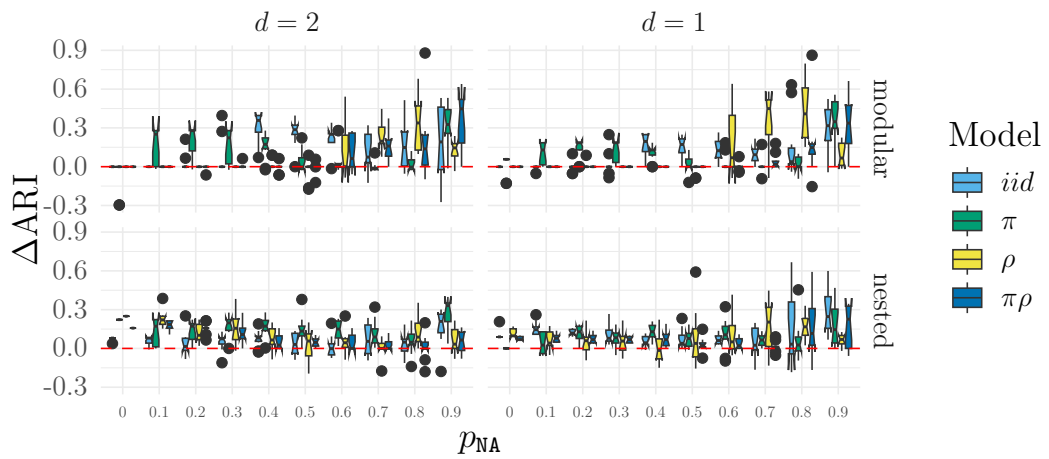 d = 2
d = 1
0.9
0.6
0.3
0.0
-0.3
modular
0.9
0.6
0.3
0.0
-0.3
nested
ΔARI
0 0.1 0.2 0.3 0.4 0.5 0.6 0.7 0.8 0.9
0 0.1 0.2 0.3 0.4 0.5 0.6 0.7 0.8 0.9
pNA
Model
iid
π
ρ
πρ